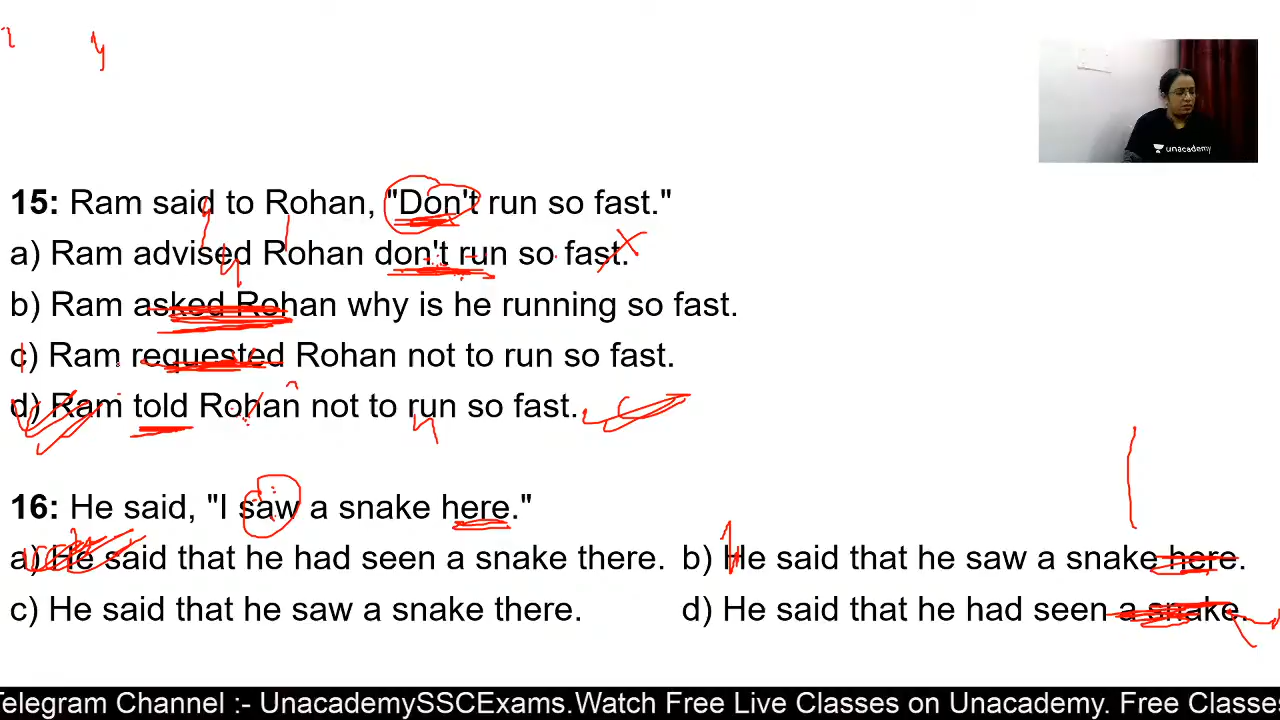 unacademy
15: Ram said to Rohan, "Don't run so fast."
a) Ram advised Rohan don't run so fast.
b) Ram asked Rohan why is he running so fast.
c) Ram requested Rohan not to run so fast.
d) Ram told Rohan not to run so fast.
16: He said, "I saw a snake here."
a) He said that he had seen a snake there. b) He said that he saw a snake here.
c) He said that he saw a snake there. d) He said that he had seen a snake.
Telegram Channel :- UnacademySSCExams.Watch Free Live Classes on Unacademy. Free Classes